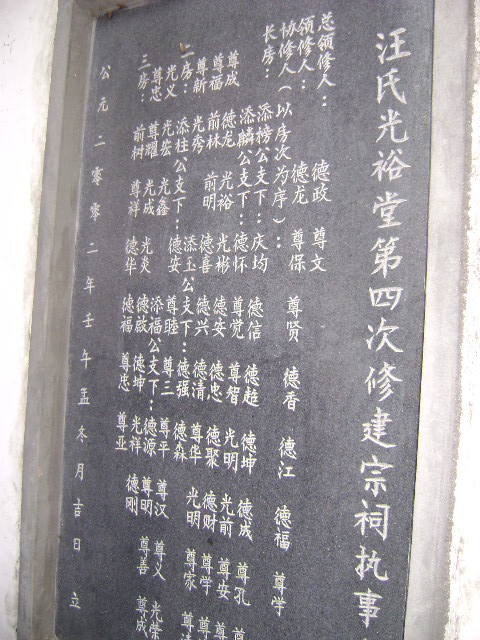 汪氏光裕堂第四次修建宗祠执事
总领修人： 德政 尊文
领修人： 德龙 尊保 尊贤 德香 德江 德福 尊学
协修人（以房次为序）：
长房：添榜公支下：庆均 德信 德超 德坤 德成 尊孔 尊
添麟公支下：德怀 尊觉 尊智 光明 光前 尊安 尊
尊成 德龙 光裕 光彬 德安 德忠 德聚 德财 尊学
尊福 前林 前明 德喜 德兴 德清 尊华 光明 尊家
尊新 光秀 添玉公支下：德强 德森
二房：添柱公支下：德安 尊睦 尊三 尊平 尊汉 尊义 光荣
光义 光宏 光鑫 添福公支下：德源 尊明 尊善 尊成
尊忠 尊耀 光成 光炎 德啟 德坤 光祥 德刚
三房：前树 尊祥 德华 德福 尊忠 尊亚
公元二零零二年壬午孟冬月吉日立